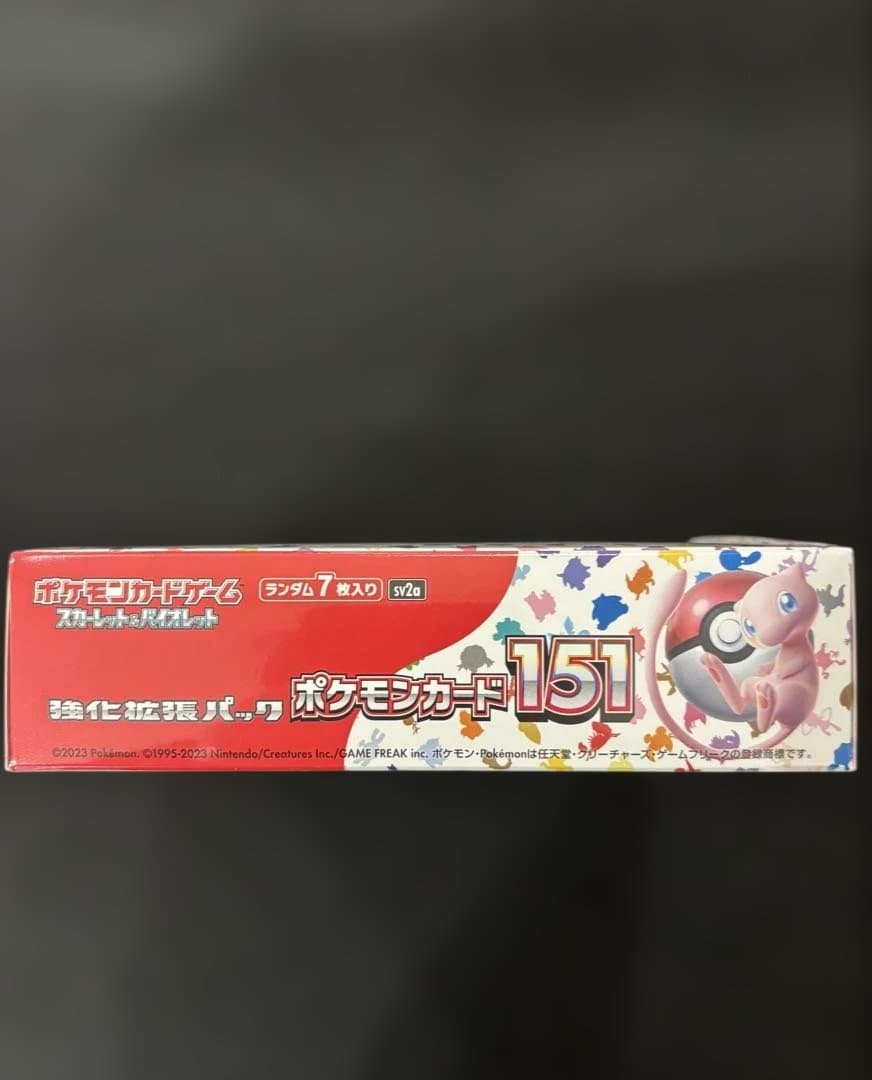 ポケモンカードゲーム ランダム7枚入り sv2a
スカーレット&バイオレット
強化拡張パック ポケモンカード151
©2023 Pokémon. ©1995-2023 Nintendo/Creatures Inc./GAME FREAK inc. ポケモン・Pokémonは任天堂・クリーチャーズ・ゲームフリークの登録商標です。